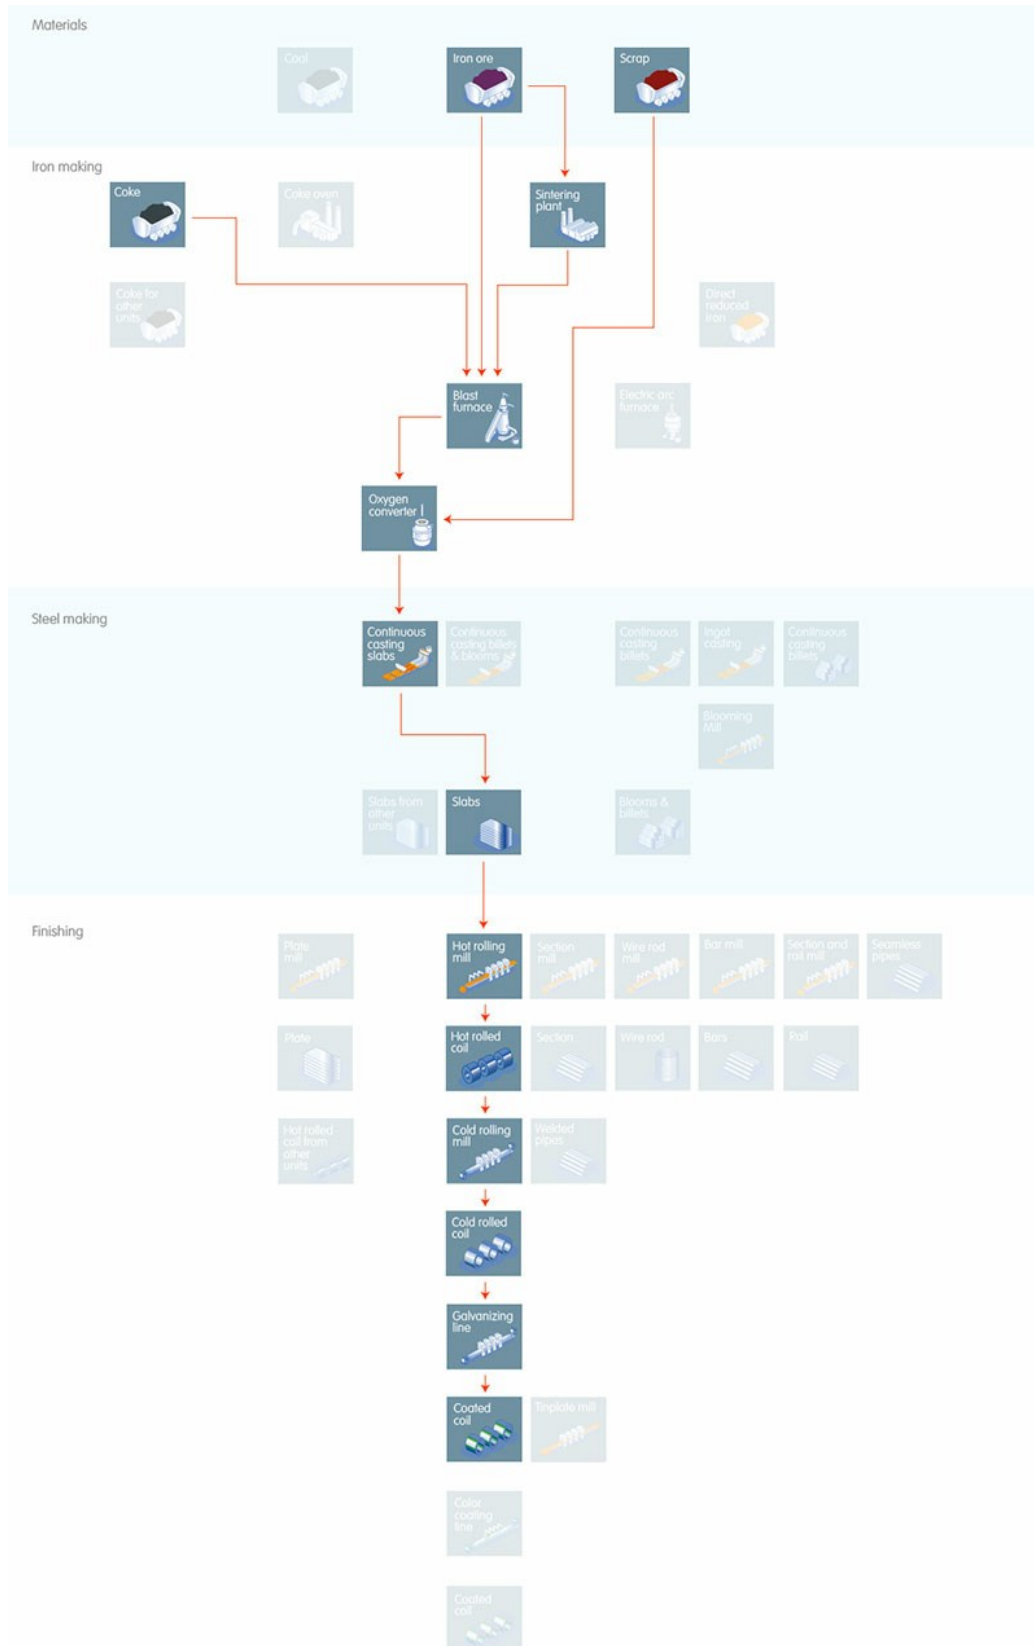 Materials
Coal
Iron ore
Scrap
Iron making
Coke
Coke oven
Sintering
plant
Coke for
other
units
Direct
reduced
iron
Blast
furnace
Electric arc
furnace
Oxygen
converter
Steel making
Continuous
casting
slabs
Continuous
casting billets
& blooms
Continuous
casting
billets
Ingot
casting
Continuous
casting
billets
Blooming
Mill
Slabs from
other
units
Slabs
Blooms &
billets
Finishing
Plate
mill
Hot rolling
mill
Section
mill
Wire rod
mill
Bar mill
Section and
rail mill
Seamless
pipes
Plate
Hot rolled
coil
Section
Wire rod
Bars
Rail
Hot rolled
coil from
other
units
Cold rolling
mill
Welded
pipes
Cold rolled
coil
Galvanizing
line
Coated
coil
Tinplate mill
Color
coating
line
Coated
coil